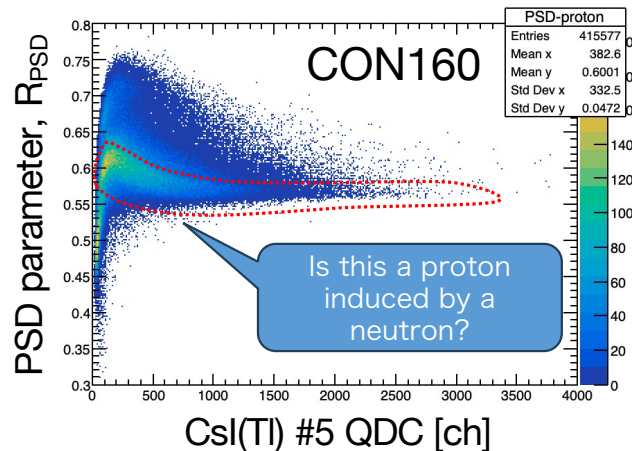 PSD-proton
Entries 415577
Mean x 382.6
Mean y 0.6001
Std Dev x 332.5
Std Dev y 0.0472
CON160
PSD parameter, RPSD
0.8
0.75
0.7
0.65
0.6
0.55
0.5
0.45
0.4
0.35
0.3
Is this a proton
induced by a
neutron?
160
140
120
100
80
60
40
20
0
0 500 1000 1500 2000 2500 3000 3500 4000
CsI(Tl) #5 QDC [ch]